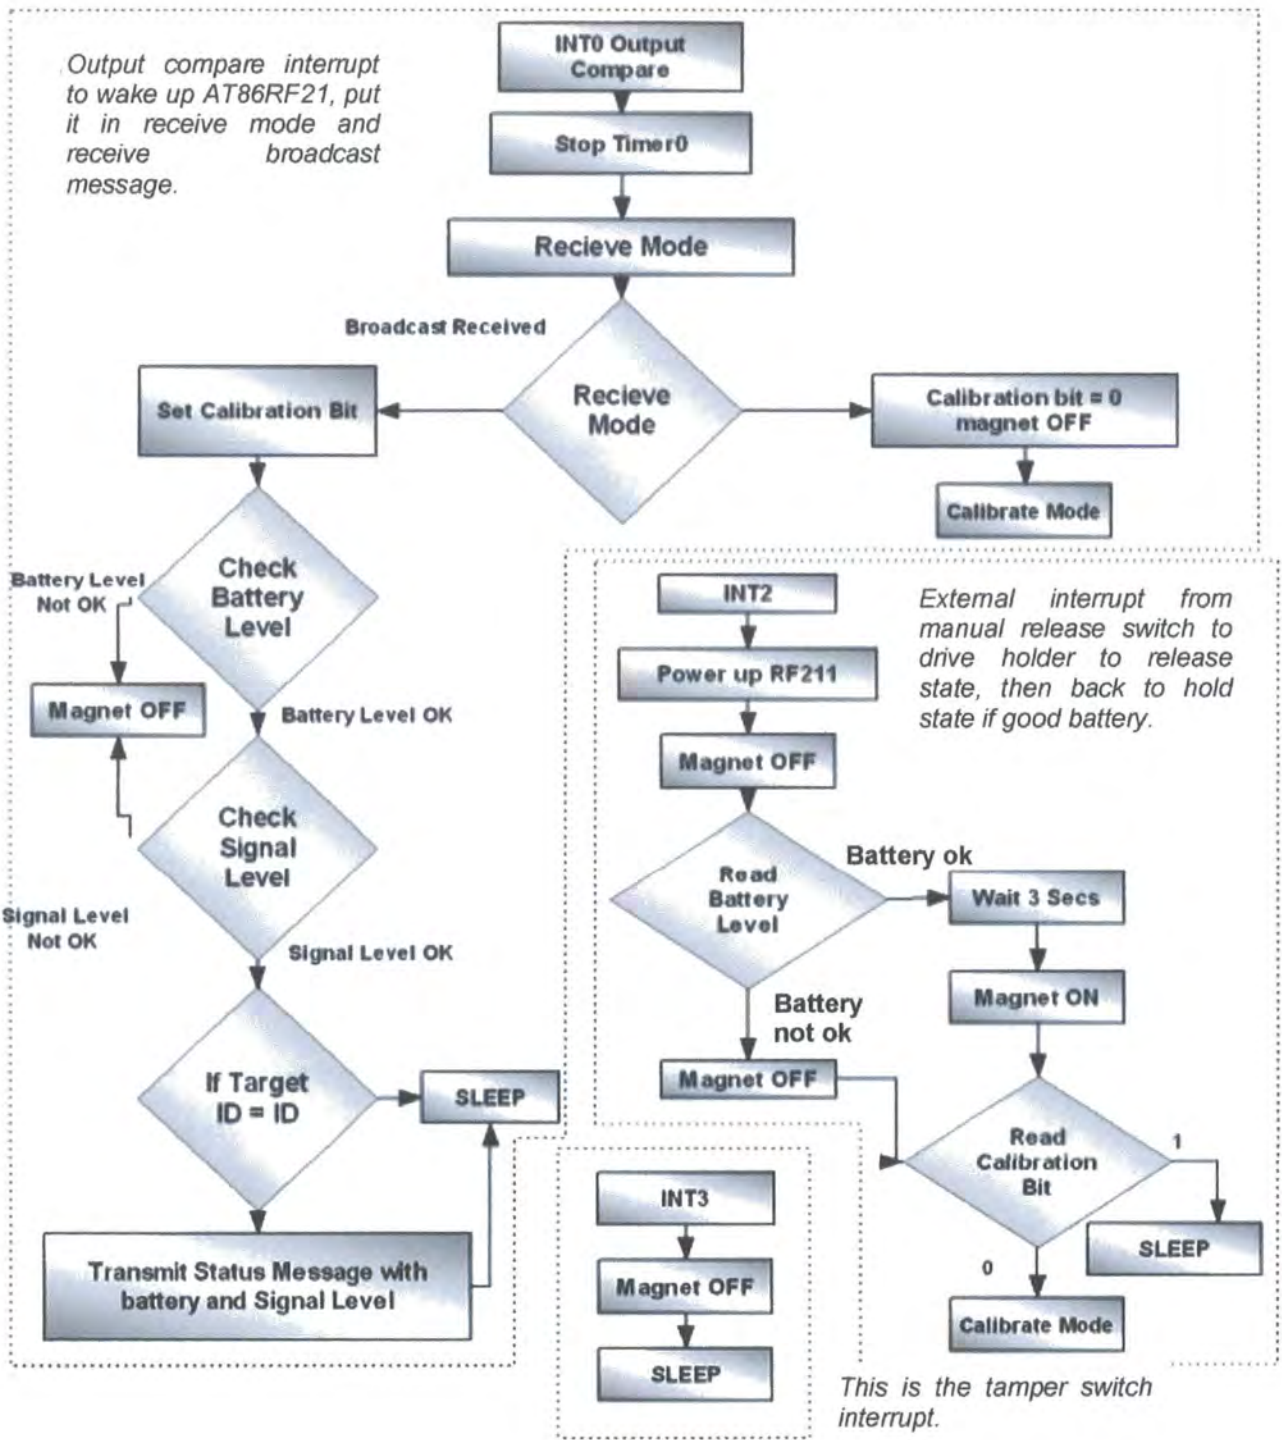 Output compare interrupt
to wake up AT86RF21, put
it in receive mode and
receive broadcast
message.
INT0 Output
Compare
Stop Timer0
Recieve Mode
Broadcast Received
Recieve
Mode
Set Calibration Bit
Calibration bit = 0
magnet OFF
Calibrate Mode
Check
Battery
Level
Battery Level
Not OK
Magnet OFF
Battery Level OK
Check
Signal
Level
Signal Level
Not OK
Signal Level OK
If Target
ID = ID
SLEEP
Transmit Status Message with
battery and Signal Level
INT2
External interrupt from
manual release switch to
drive holder to release
state, then back to hold
state if good battery.
Power up RF211
Magnet OFF
Read
Battery
Level
Battery ok
Wait 3 Secs
Magnet ON
Battery
not ok
Magnet OFF
Read
Calibration
Bit
1
SLEEP
0
Calibrate Mode
INT3
Magnet OFF
SLEEP
This is the tamper switch
interrupt.